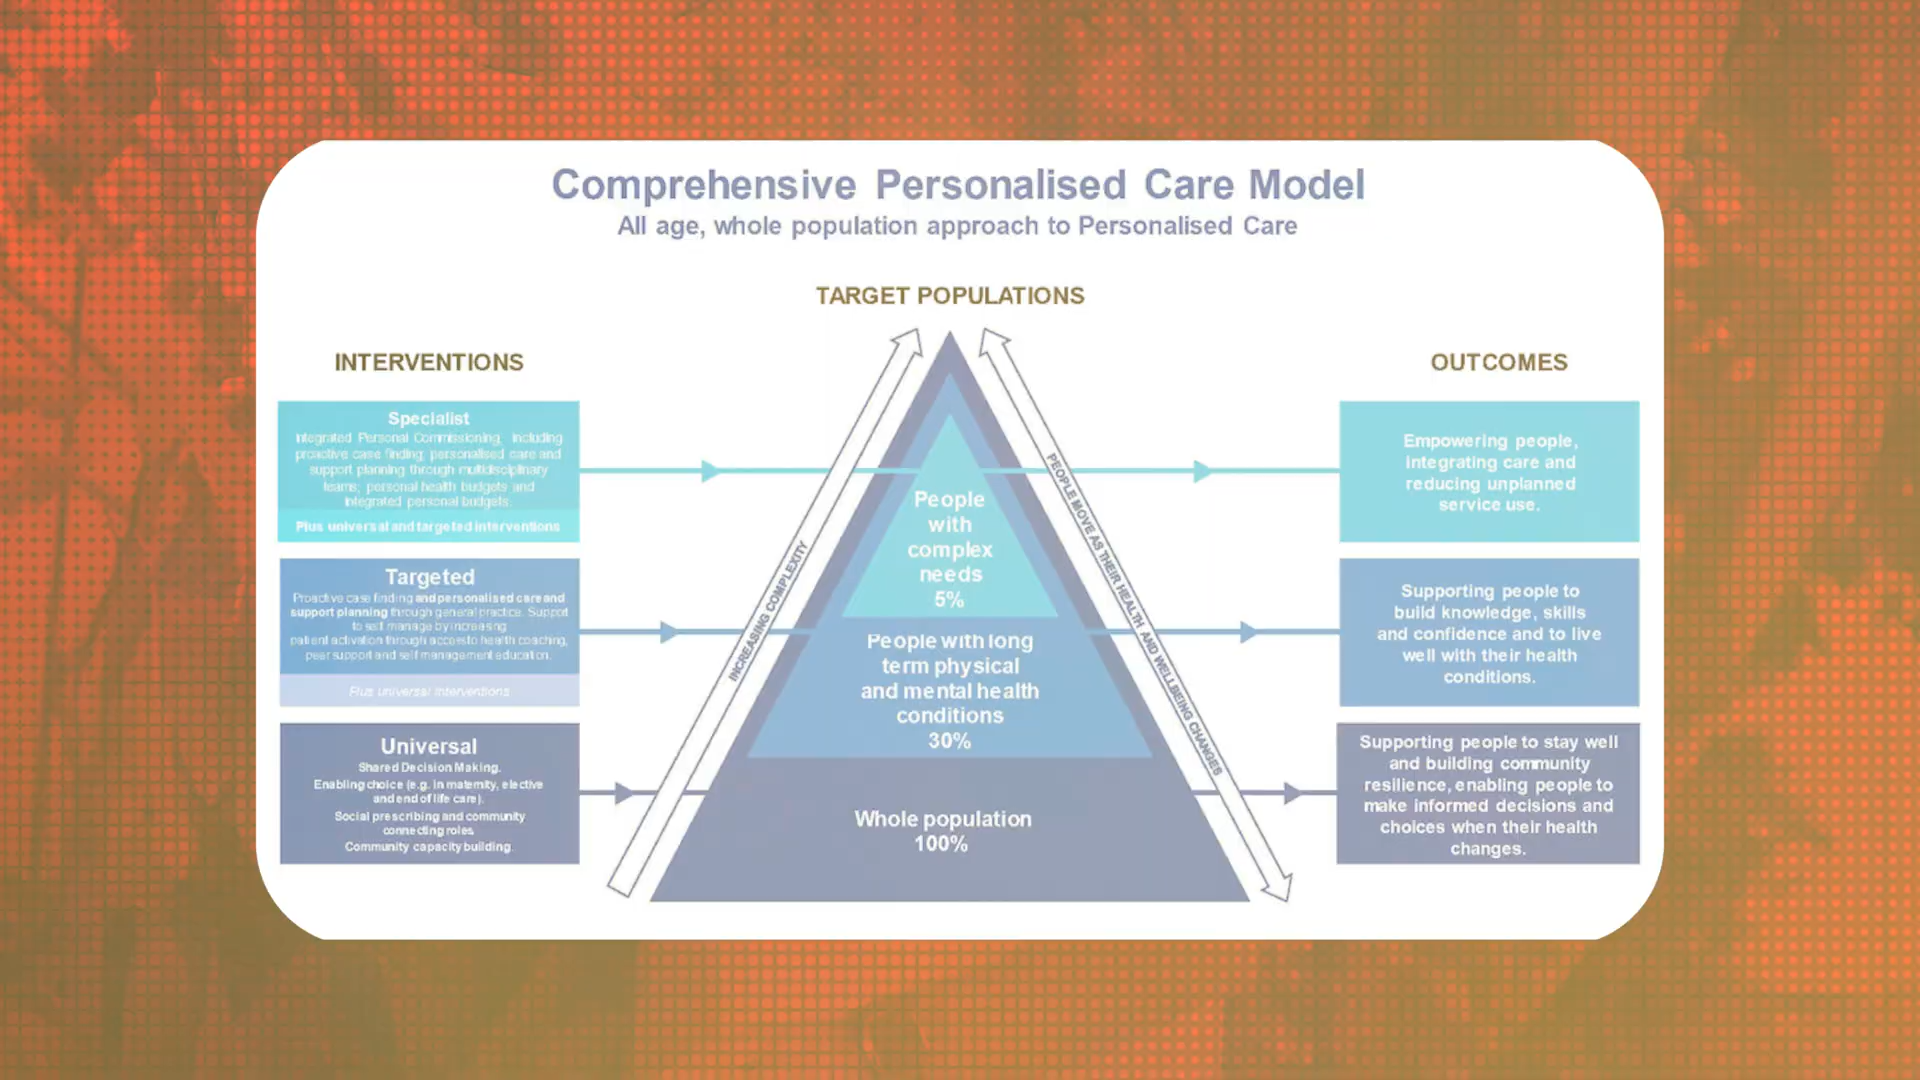 Comprehensive Personalised Care Model
All age, whole population approach to Personalised Care
TARGET POPULATIONS
INTERVENTIONS
Specialist
Integrated Personal Commissioning, including
proactive case finding, personalised care and
support planning through multidisciplinary
teams, personal health budgets and
integrated personal budgets.
Plus universal and targeted interventions
Targeted
Proactive case finding and personalised care and
support planning through general practice. Support
to self manage by increasing
patient activation through access to health coaching,
peer support and self management education.
Plus universal interventions
Universal
Shared Decision Making.
Enabling choice (e.g. in maternity, elective
and end of life care).
Social prescribing and community
connecting roles
Community capacity building.
INCREASING COMPLEXITY
People
with
complex
needs
5%
People with long
term physical
and mental health
conditions
30%
Whole population
100%
PEOPLE MOVE AS THEIR HEALTH AND WELLBEING CHANGES
OUTCOMES
Empowering people,
integrating care and
reducing unplanned
service use.
Supporting people to
build knowledge, skills
and confidence and to live
well with their health
conditions.
Supporting people to stay well
and building community
resilience, enabling people to
make informed decisions and
choices when their health
changes.